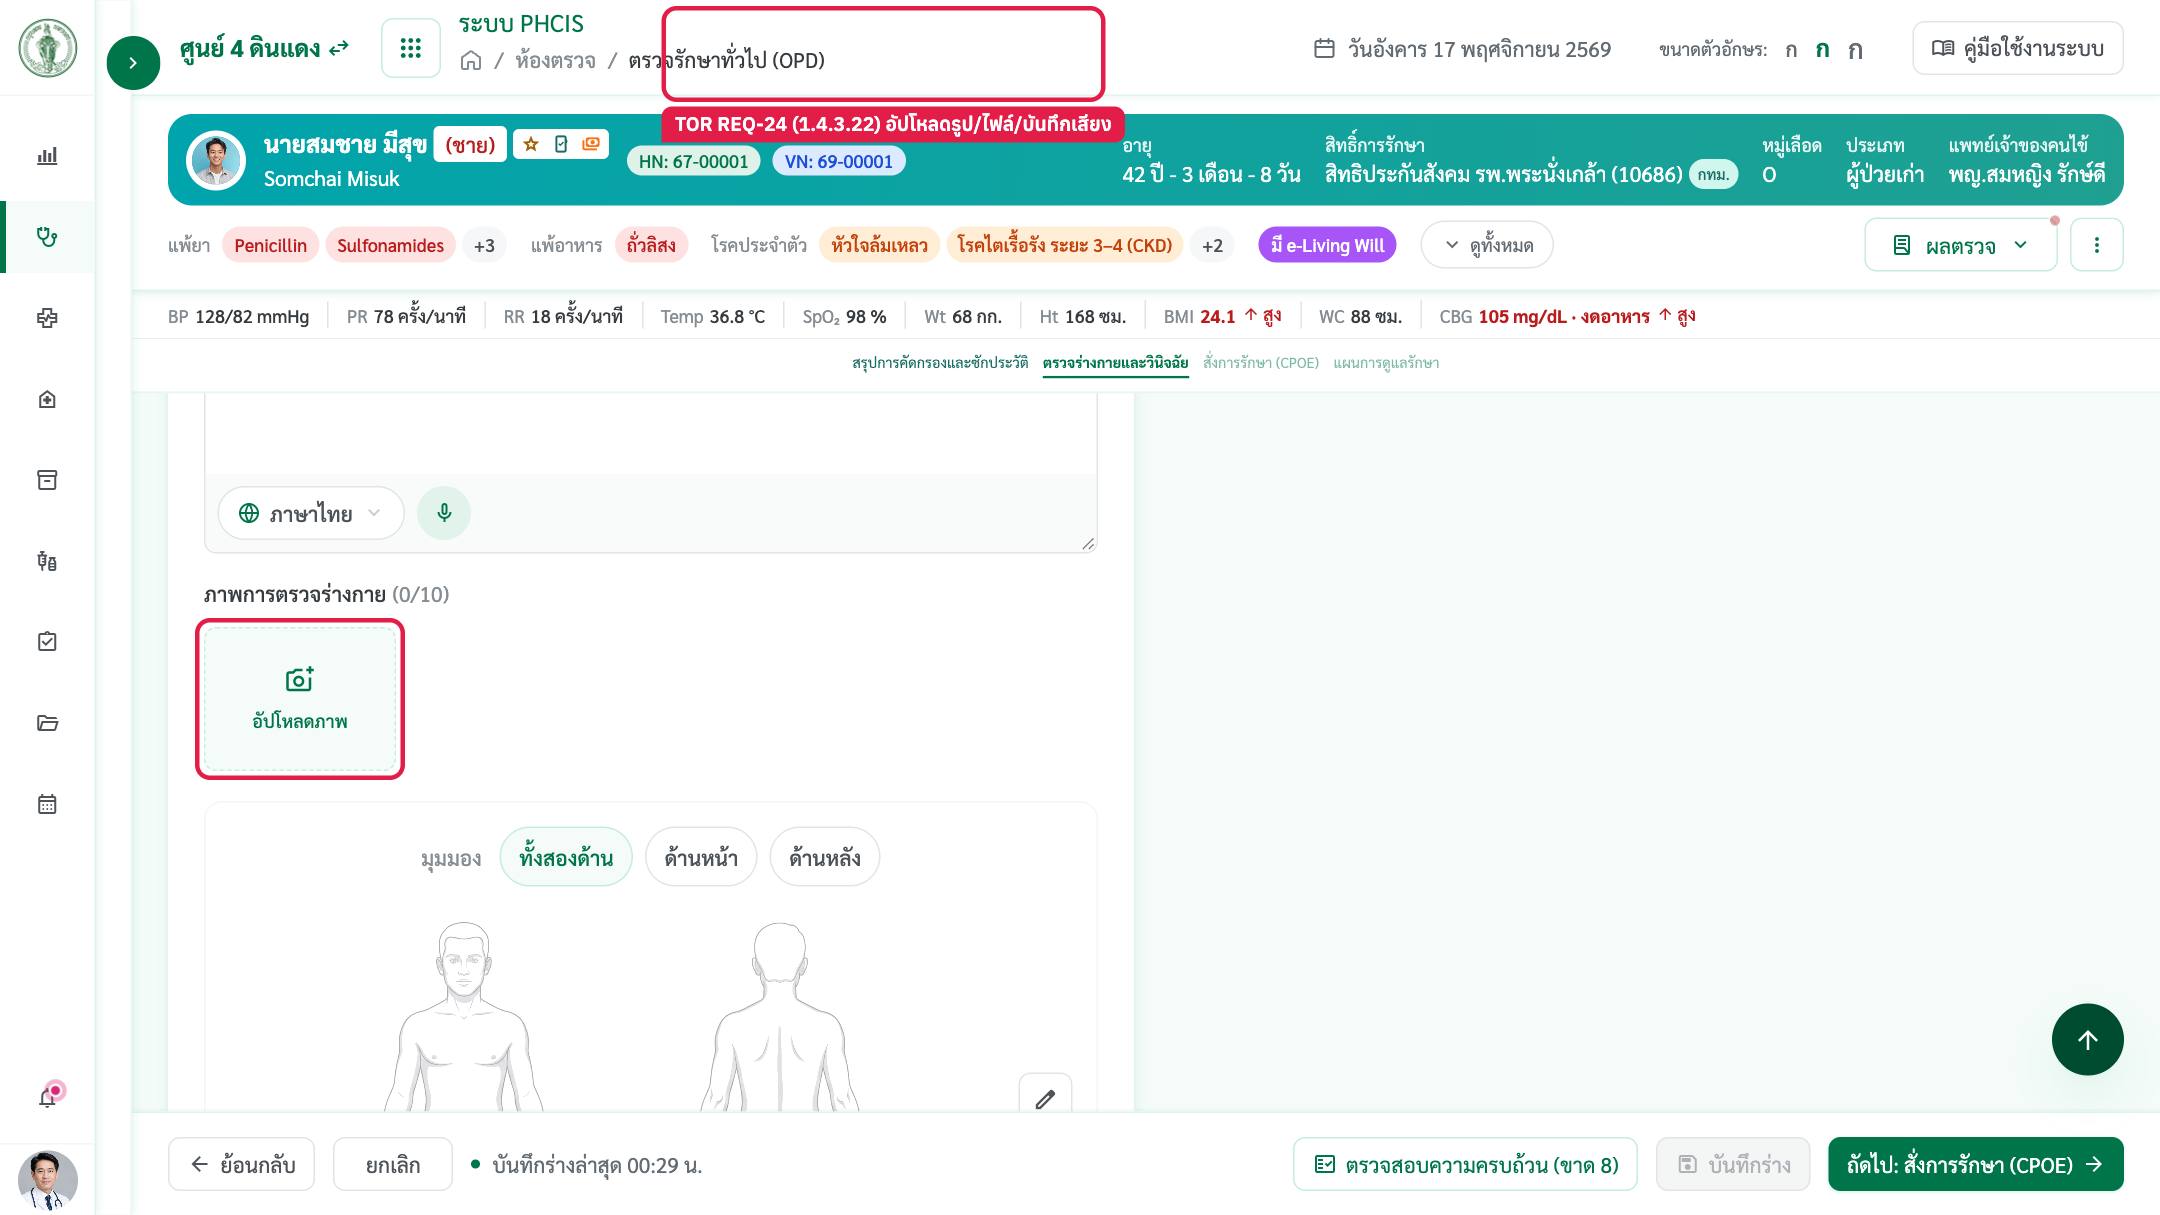 ศูนย์ 4 ดินแดง
ระบบ PHCIS
/ ห้องตรวจ / ตรวจรักษาทั่วไป (OPD)
วันอังคาร 17 พฤศจิกายน 2569
ขนาดตัวอักษร: ก ก ก
คู่มือใช้งานระบบ
TOR REQ-24 (1.4.3.22) อัปโหลดรูป/ไฟล์/บันทึกเสียง
นายสมชาย มีสุข (ชาย)
Somchai Misuk
HN: 67-00001 VN: 69-00001
อายุ
42 ปี - 3 เดือน - 8 วัน
สิทธิ์การรักษา
สิทธิประกันสังคม รพ.พระนั่งเกล้า (10686) กทม.
หมู่เลือด
O
ประเภท
ผู้ป่วยเก่า
แพทย์เจ้าของคนไข้
พญ.สมหญิง รักษ์ดี
แพ้ยา Penicillin Sulfonamides +3 แพ้อาหาร ถั่วลิสง โรคประจำตัว หัวใจล้มเหลว โรคไตเรื้อรัง ระยะ 3–4 (CKD) +2 มี e-Living Will ดูทั้งหมด
ผลตรวจ
BP 128/82 mmHg PR 78 ครั้ง/นาที RR 18 ครั้ง/นาที Temp 36.8 °C SpO₂ 98 % Wt 68 กก. Ht 168 ซม. BMI 24.1 ↑ สูง WC 88 ซม. CBG 105 mg/dL · งดอาหาร ↑ สูง
สรุปการคัดกรองและซักประวัติ ตรวจร่างกายและวินิจฉัย สั่งการรักษา (CPOE) แผนการดูแลรักษา
ภาษาไทย
ภาพการตรวจร่างกาย (0/10)
อัปโหลดภาพ
มุมมอง ทั้งสองด้าน ด้านหน้า ด้านหลัง
← ย้อนกลับ ยกเลิก บันทึกร่างล่าสุด 00:29 น.
ตรวจสอบความครบถ้วน (ขาด 8) บันทึกร่าง ถัดไป: สั่งการรักษา (CPOE) →